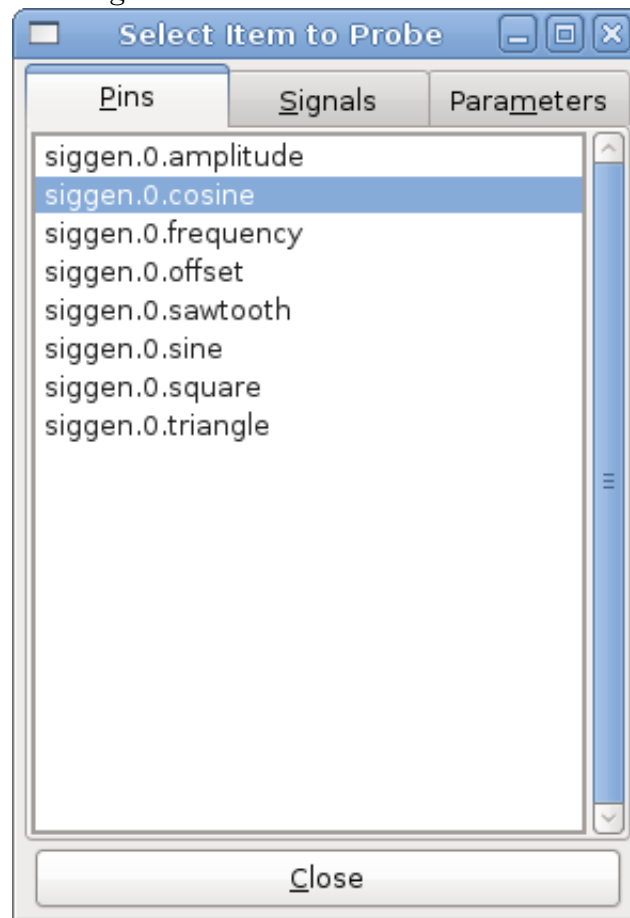 Select Item to Probe
Pins Signals Parameters
siggen.0.amplitude
siggen.0.cosine
siggen.0.frequency
siggen.0.offset
siggen.0.sawtooth
siggen.0.sine
siggen.0.square
siggen.0.triangle
Close